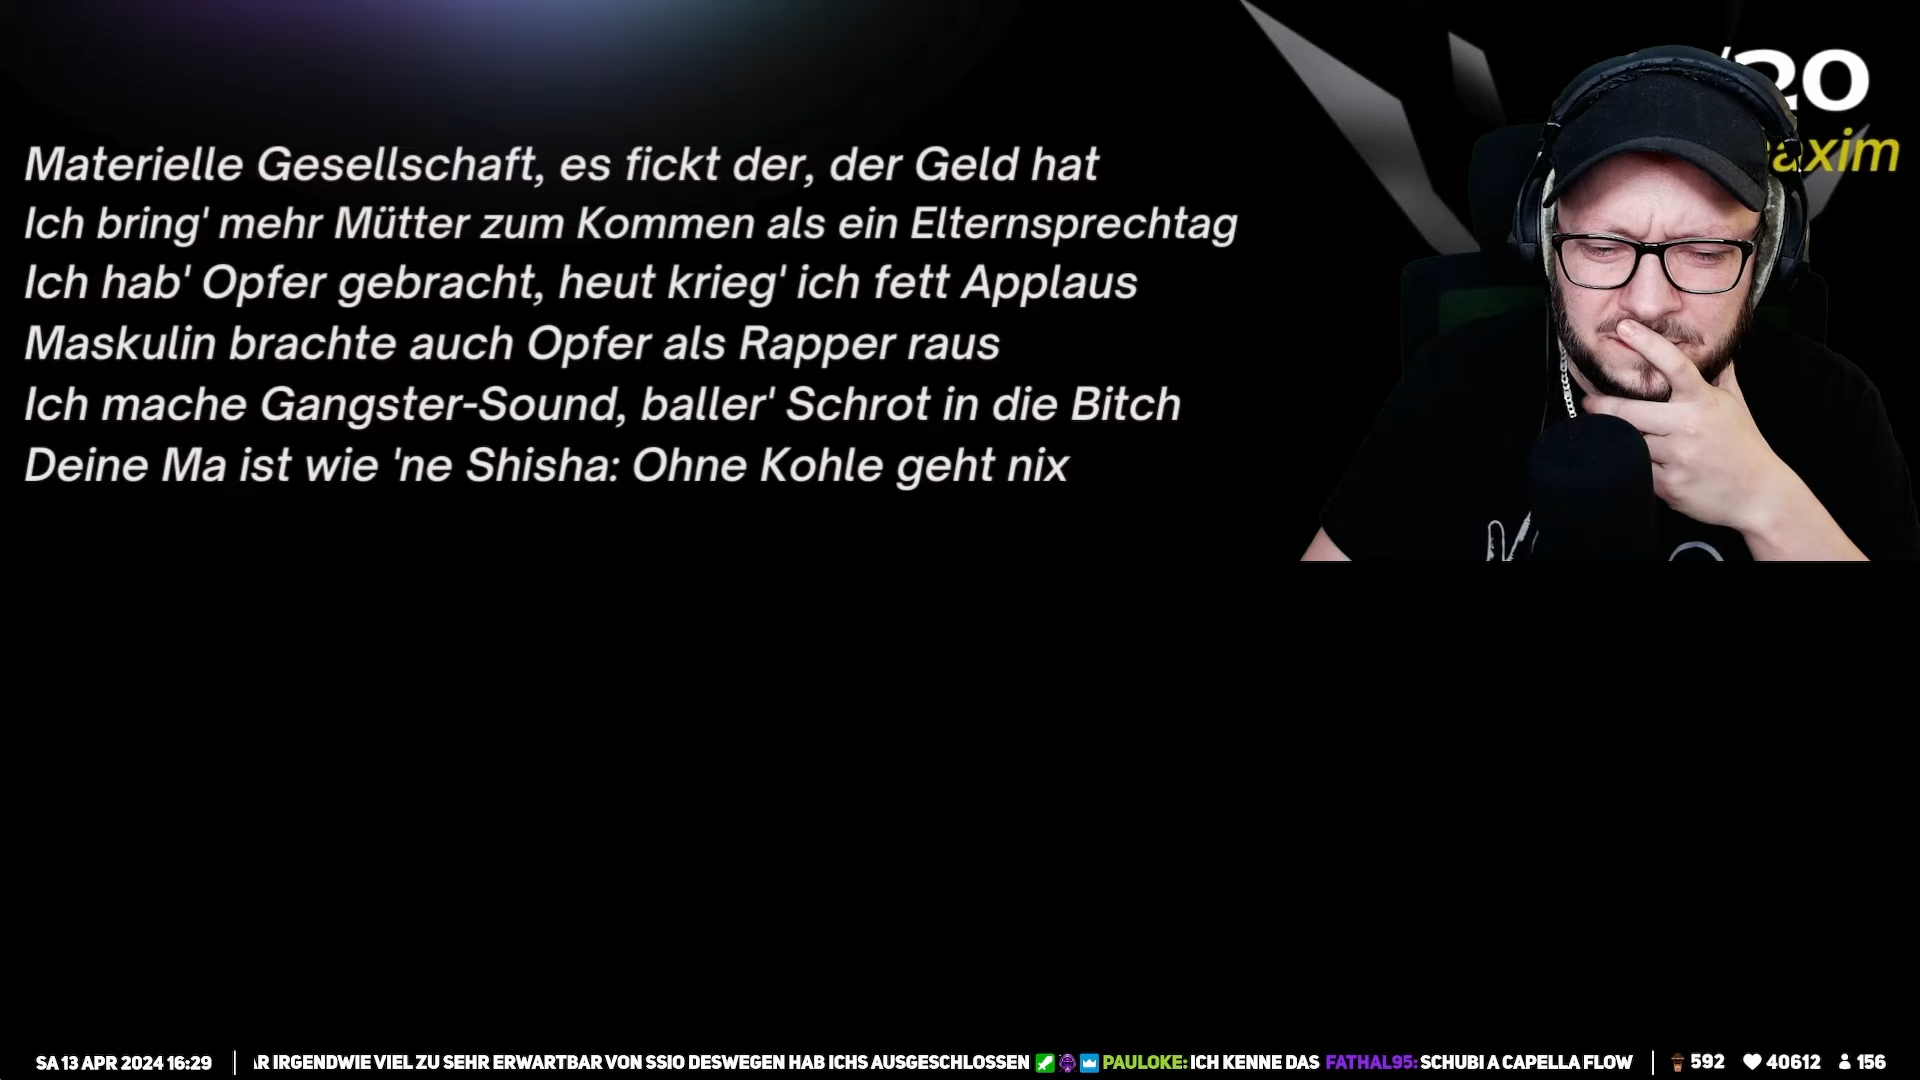 /20
axim
Materielle Gesellschaft, es fickt der, der Geld hat
Ich bring' mehr Mütter zum Kommen als ein Elternsprechtag
Ich hab' Opfer gebracht, heut krieg' ich fett Applaus
Maskulin brachte auch Opfer als Rapper raus
Ich mache Gangster-Sound, baller' Schrot in die Bitch
Deine Ma ist wie 'ne Shisha: Ohne Kohle geht nix
SA 13 APR 2024 16:29 AR IRGENDWIE VIEL ZU SEHR ERWARTBAR VON SSIO DESWEGEN HAB ICHS AUSGESCHLOSSEN PAULOKE: ICH KENNE DAS FATHAL95: SCHUBI A CAPELLA FLOW 592 40612 156